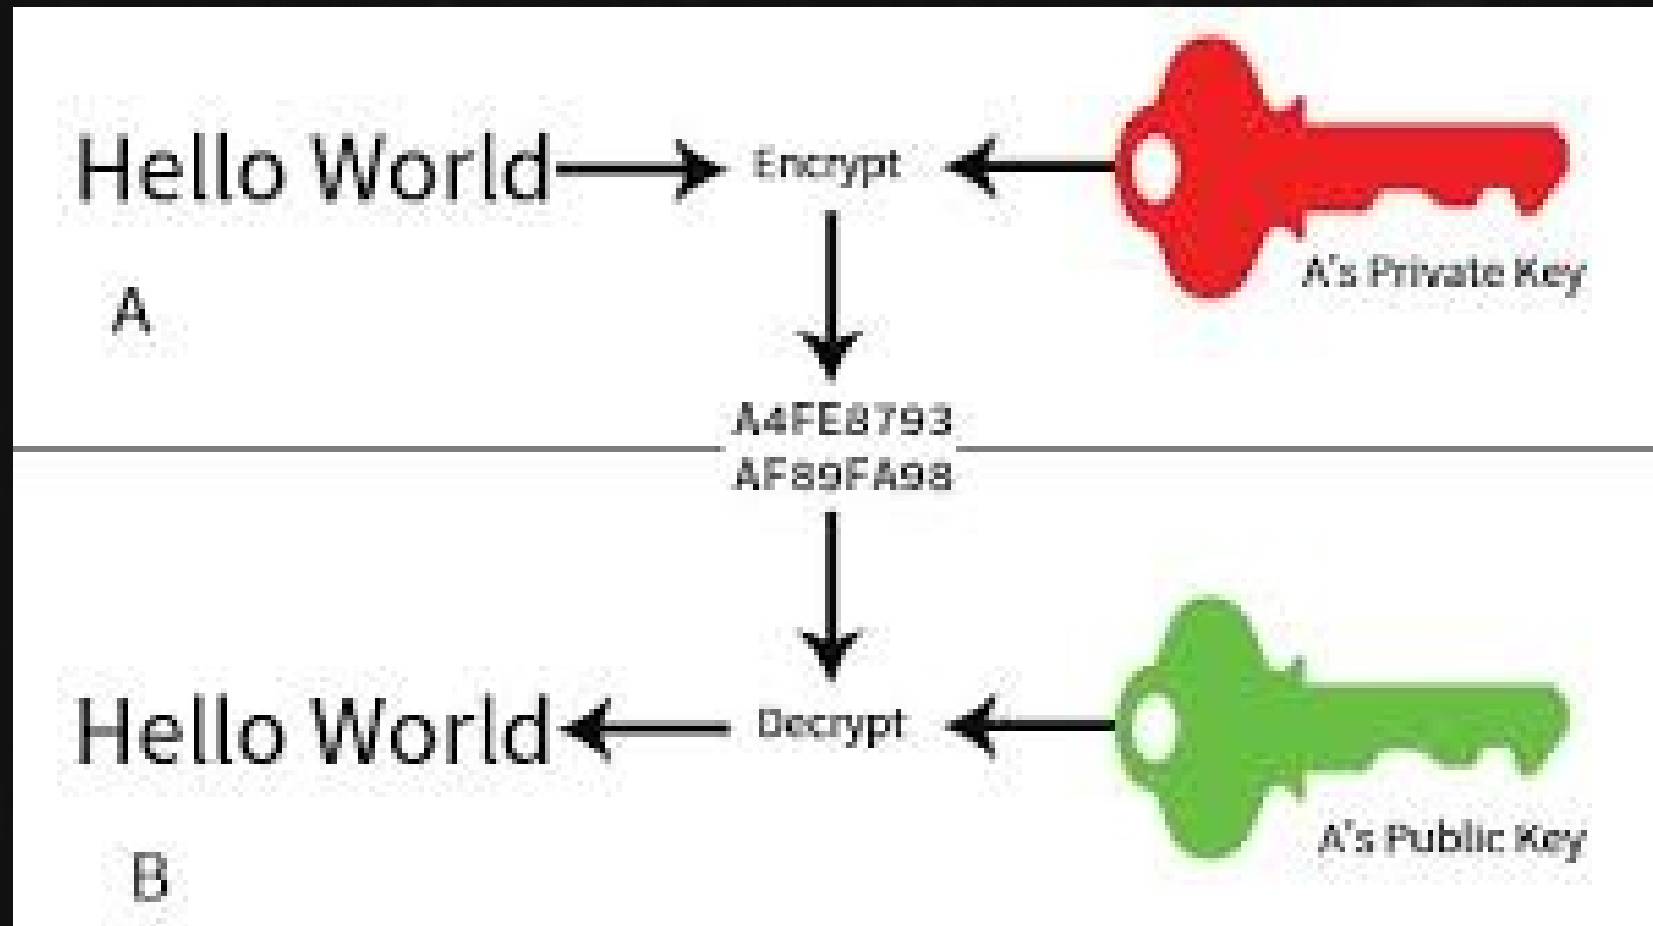 Hello World
Encrypt
A's Private Key
A
A4FE8793
AF89FA98
Hello World
Decrypt
A's Public Key
B